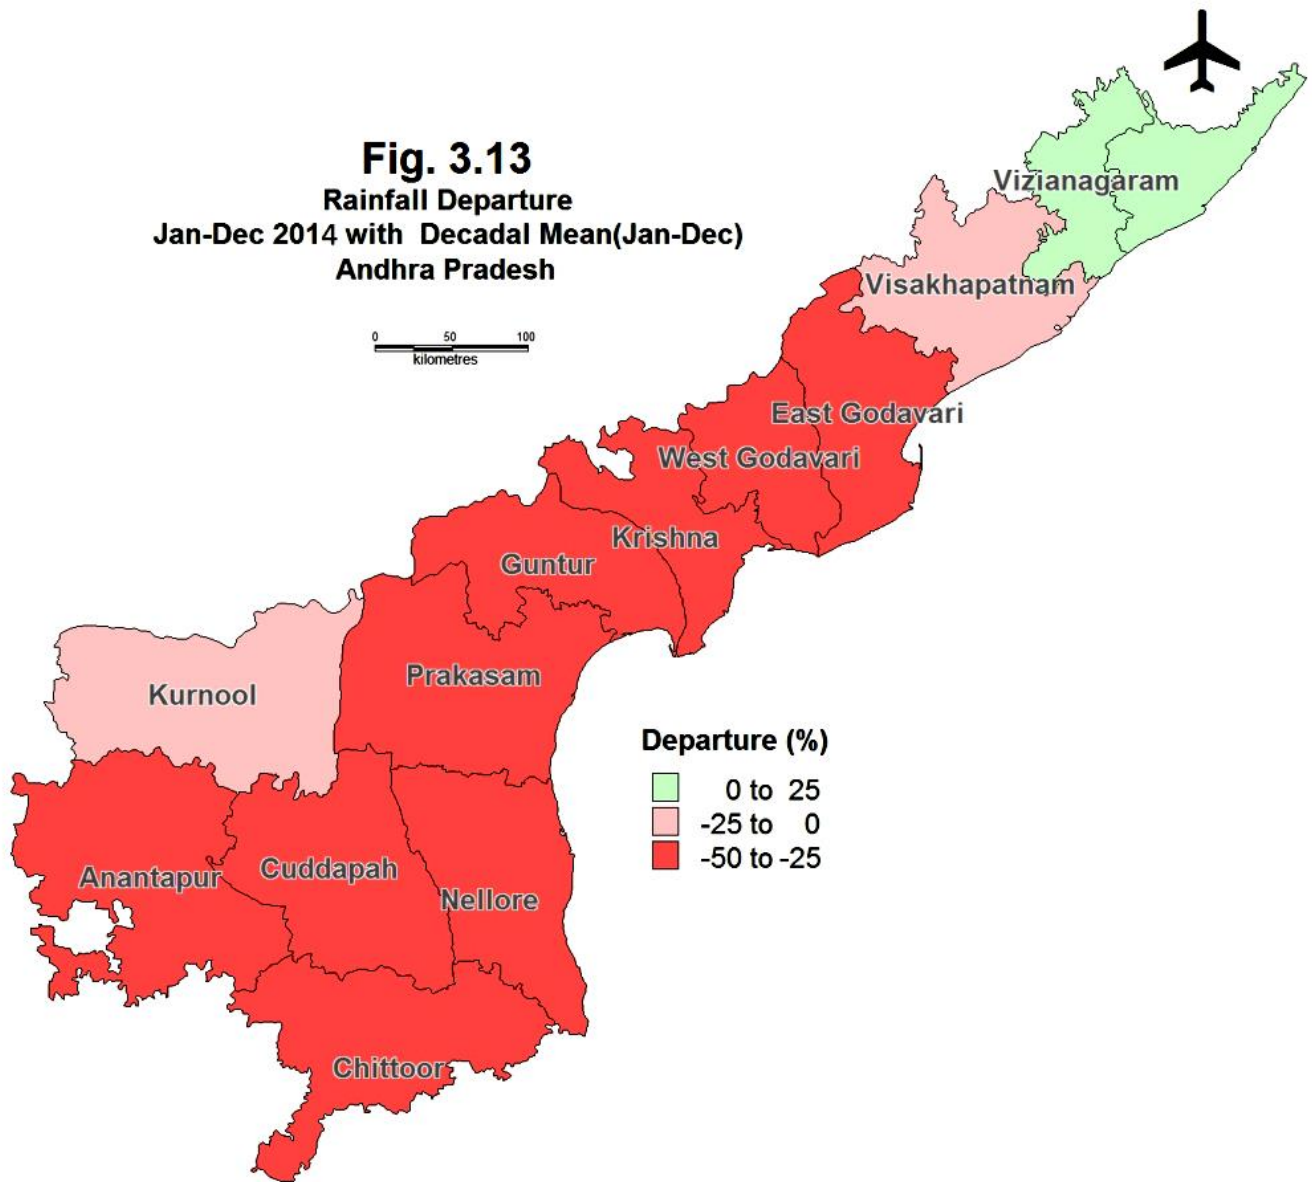 Fig. 3.13
Rainfall Departure
Jan-Dec 2014 with Decadal Mean(Jan-Dec)
Andhra Pradesh
0 50 100
kilometres
Vizianagaram
Visakhapatnam
East Godavari
West Godavari
Krishna
Guntur
Prakasam
Kurnool
Departure (%)
0 to 25
-25 to 0
-50 to -25
Cuddapah
Anantapur
Nellore
Chittoor